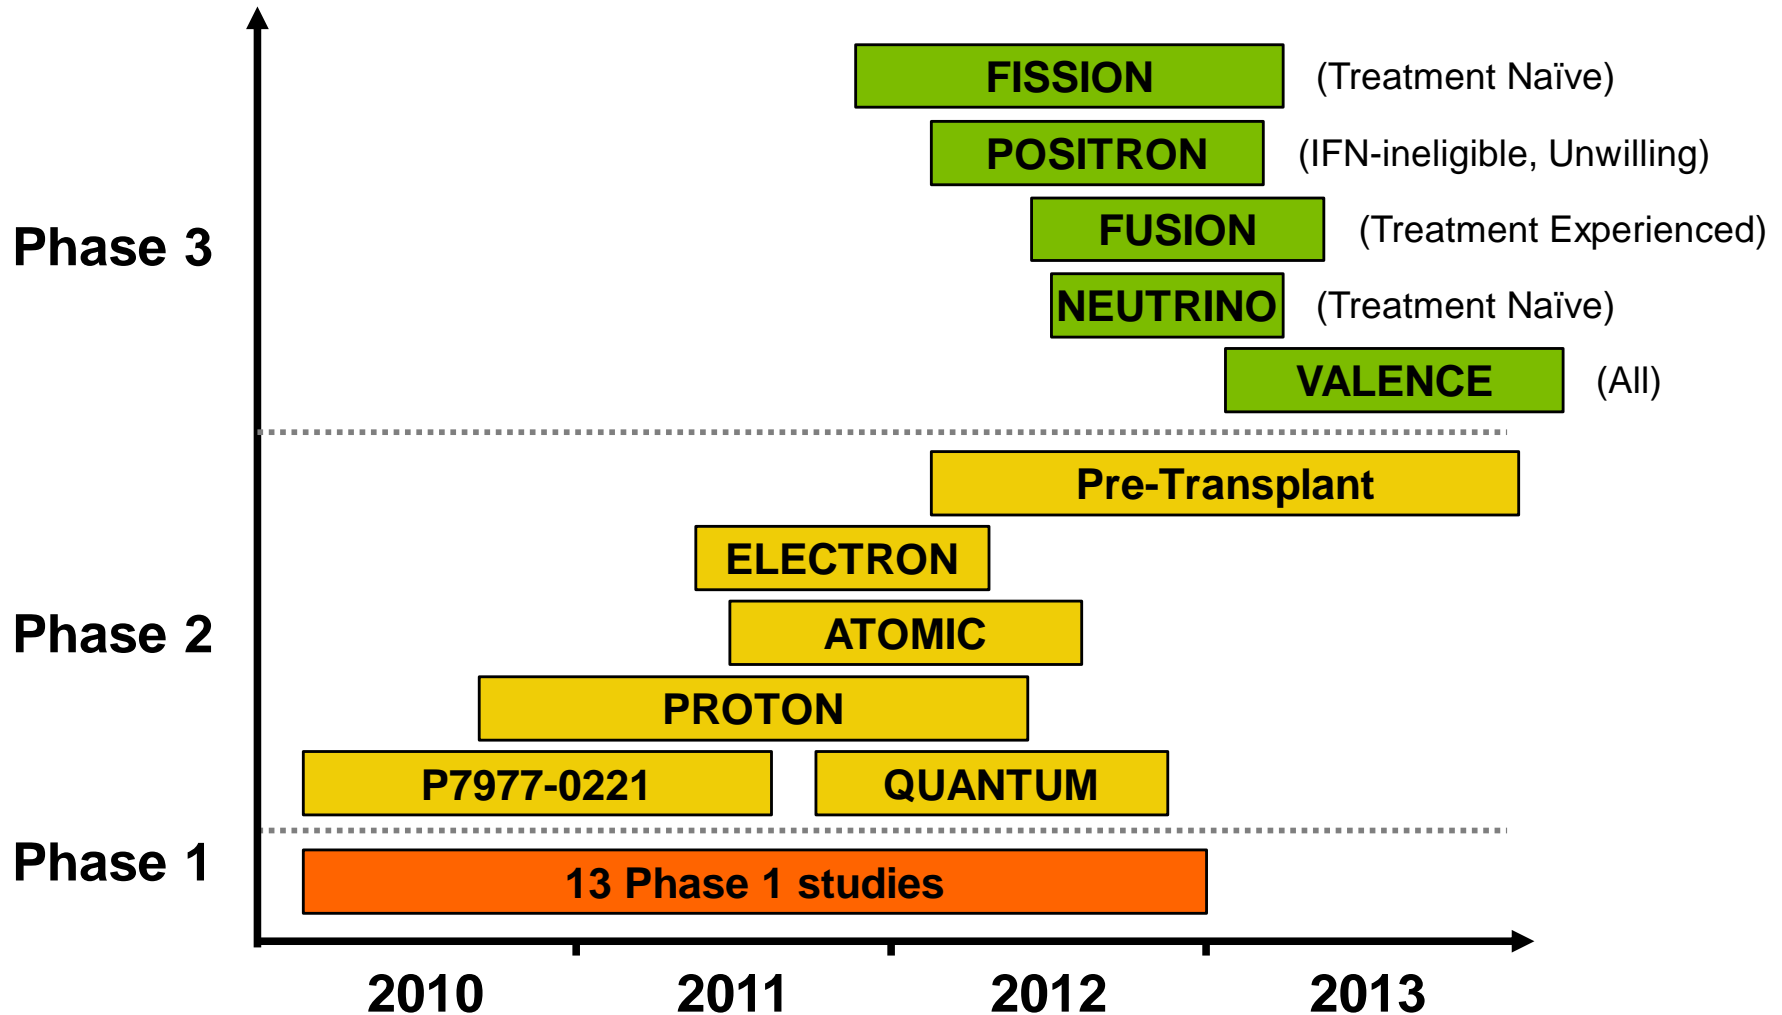 FISSION (Treatment Naïve)
POSITRON (IFN-ineligible, Unwilling)
Phase 3
FUSION (Treatment Experienced)
NEUTRINO (Treatment Naïve)
VALENCE (All)
Pre-Transplant
ELECTRON
Phase 2
ATOMIC
PROTON
P7977-0221 QUANTUM
Phase 1
13 Phase 1 studies
2010 2011 2012 2013